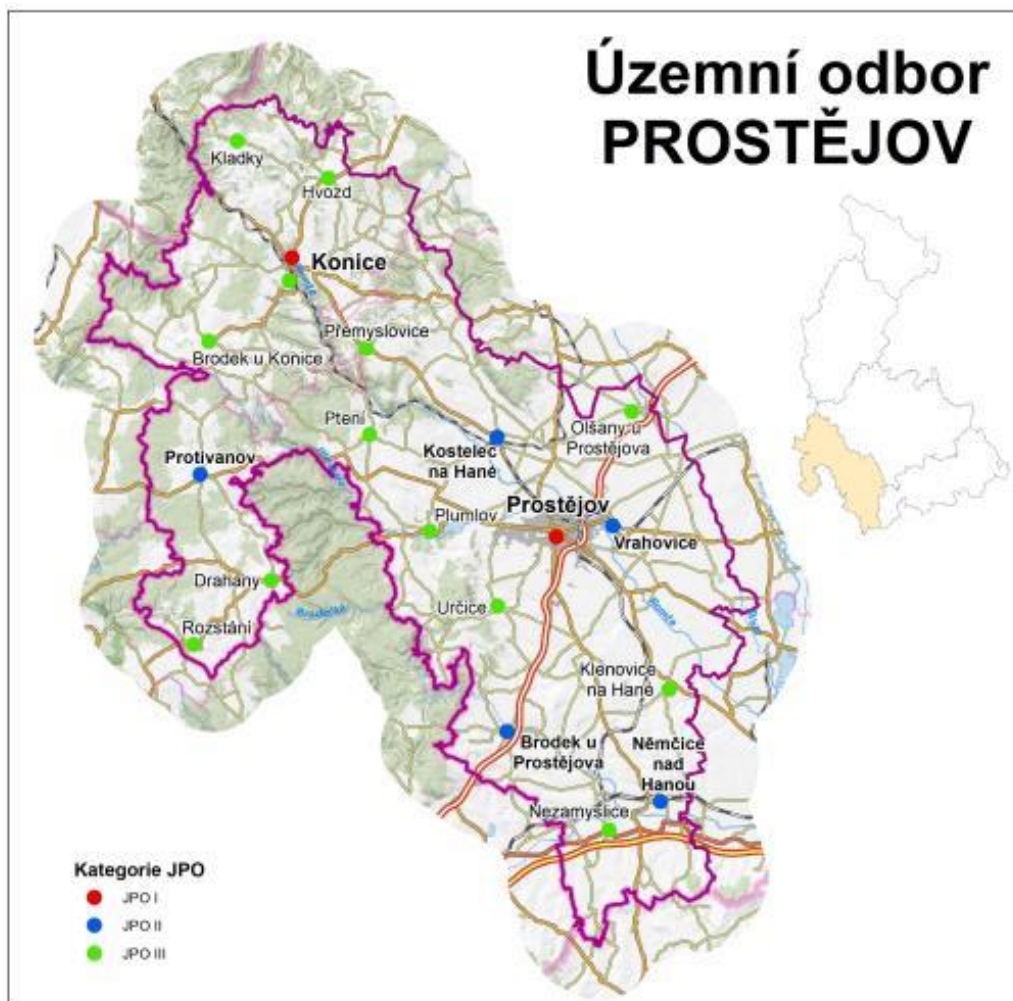 Územní odbor
PROSTĚJOV
Kladky
Hvozd
Konice
Přemyslovice
Brodek u Konice
Ptení
Olšany u
Prostějova
Kostelec
na Hané
Protivanov
Prostějov
Plumlov
Vrahovice
Drahany
Určice
Rozstání
Klenovice
na Hané
Brodek u
Prostějova
Němčice
nad
Hanou
Nezamyslice
Kategorie JPO
JPO I
JPO II
JPO III